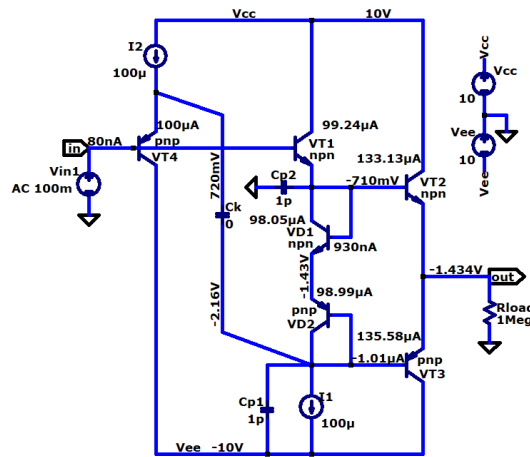 Vcc 10V
I2
100µ
Vcc
Vcc
10
Vee
10
Vee
in
80nA
100µA
pnp
VT4
Vin1
AC 100m
720mV
99.24µA
VT1
npn
133.13µA
Cp2
1p
-710mV
VT2
npn
Ck
0
98.05µA
VD1
npn
930nA
-1.43V
-1.434V
out
-2.16V
98.99µA
pnp
VD2
Rload
1Meg
135.58µA
-1.01µA
pnp
VT3
Cp1
1p
I1
100µ
Vee -10V